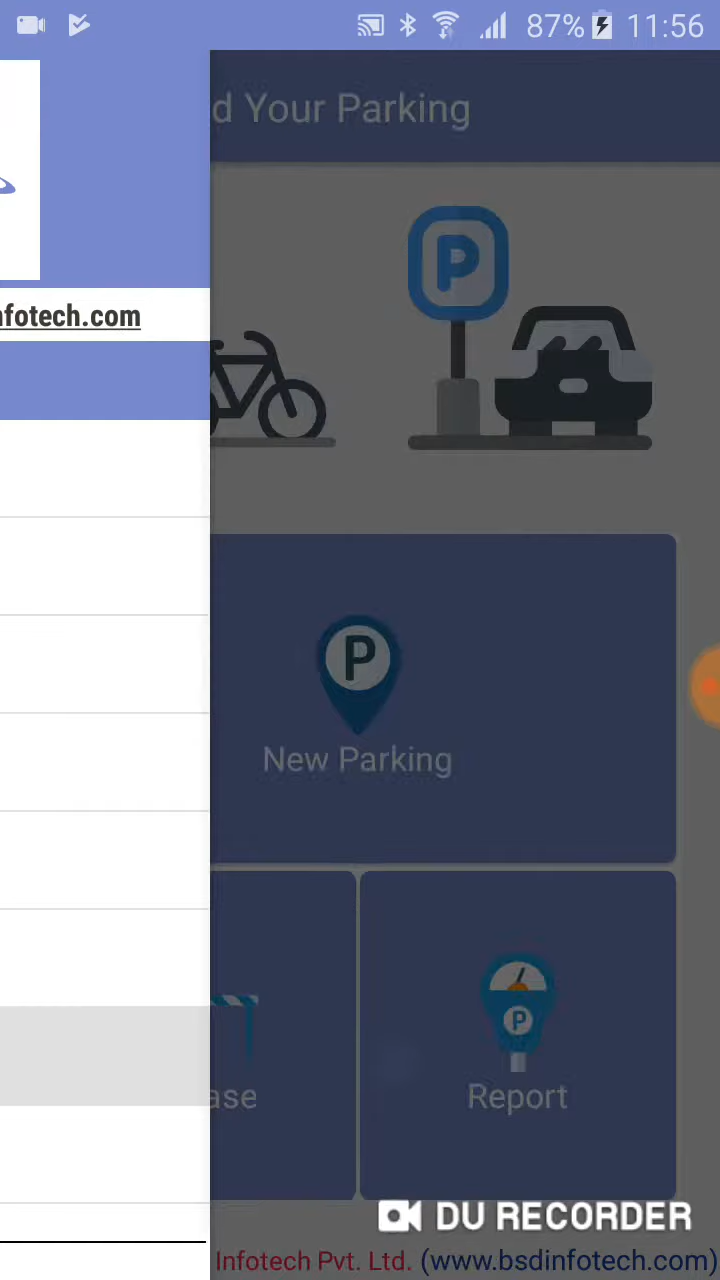 87% 11:56
d Your Parking
P
nfotech.com
P
New Parking
P
ase
Report
DU RECORDER
Infotech Pvt. Ltd. (www.bsdinfotech.com)